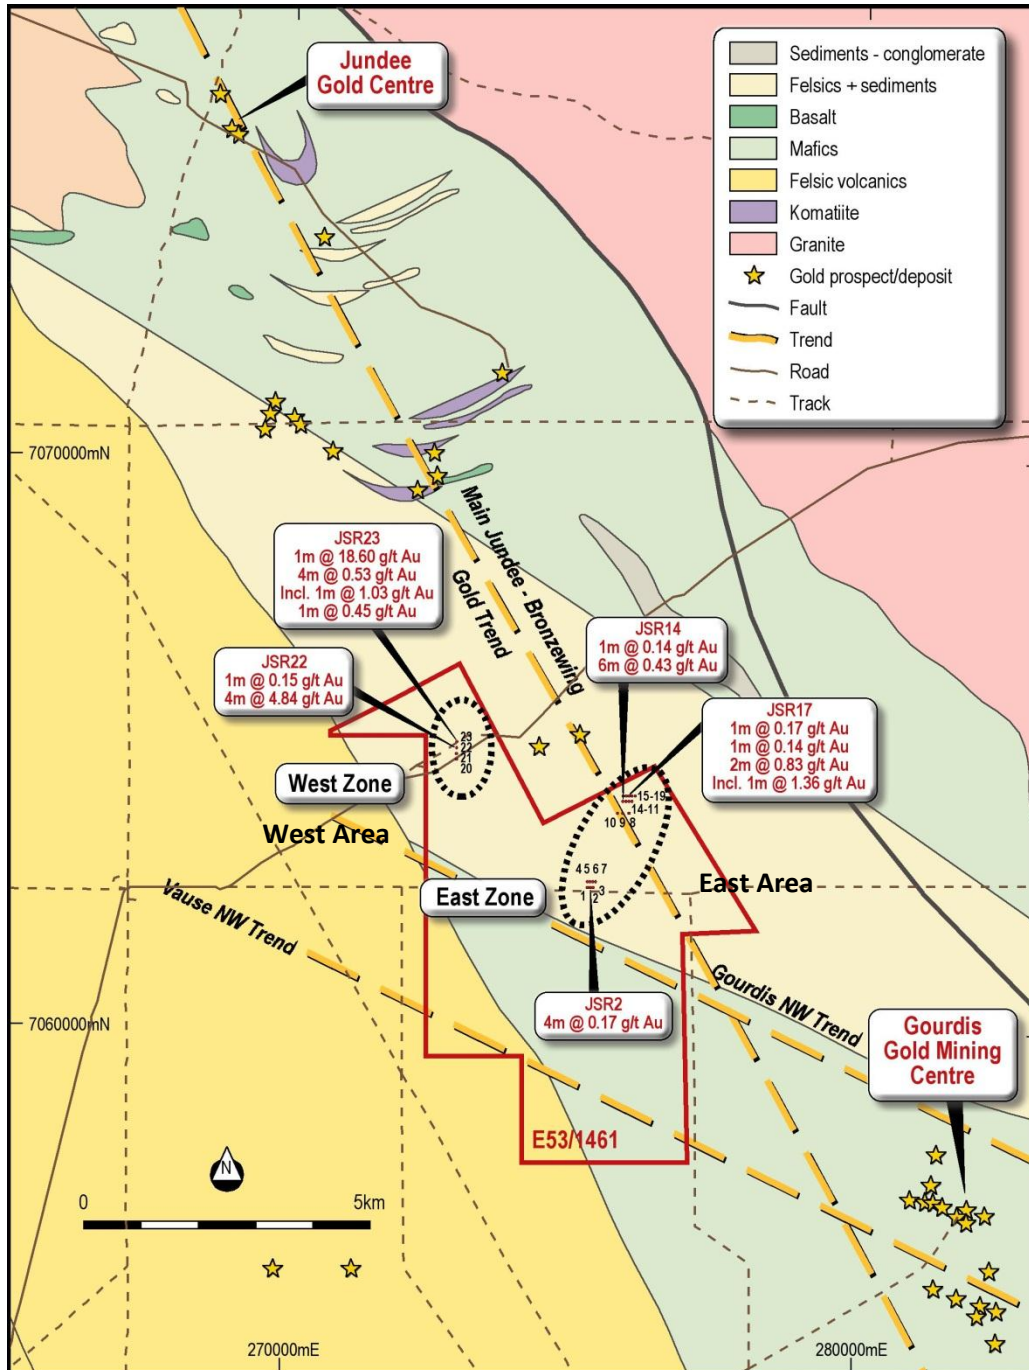 Jundee
Gold Centre
Sediments - conglomerate
Felsics + sediments
Basalt
Mafics
Felsic volcanics
Komatiite
Granite
Gold prospect/deposit
Fault
Trend
Road
Track
7070000mN
Main Jundee - Bronzewing
Gold Trend
JSR23
1m @ 18.60 g/t Au
4m @ 0.53 g/t Au
Incl. 1m @ 1.03 g/t Au
1m @ 0.45 g/t Au
JSR14
1m @ 0.14 g/t Au
6m @ 0.43 g/t Au
JSR22
1m @ 0.15 g/t Au
4m @ 4.84 g/t Au
JSR17
1m @ 0.17 g/t Au
1m @ 0.14 g/t Au
2m @ 0.83 g/t Au
Incl. 1m @ 1.36 g/t Au
23
22
21
20
West Zone
West Area
15-19
14-11
10 9 8
4 5 6 7
3
1 2
East Zone
East Area
Vause NW Trend
Gourdis NW Trend
JSR2
4m @ 0.17 g/t Au
7060000mN
Gourdis
Gold Mining
Centre
E53/1461
N
0 5km
270000mE 280000mE